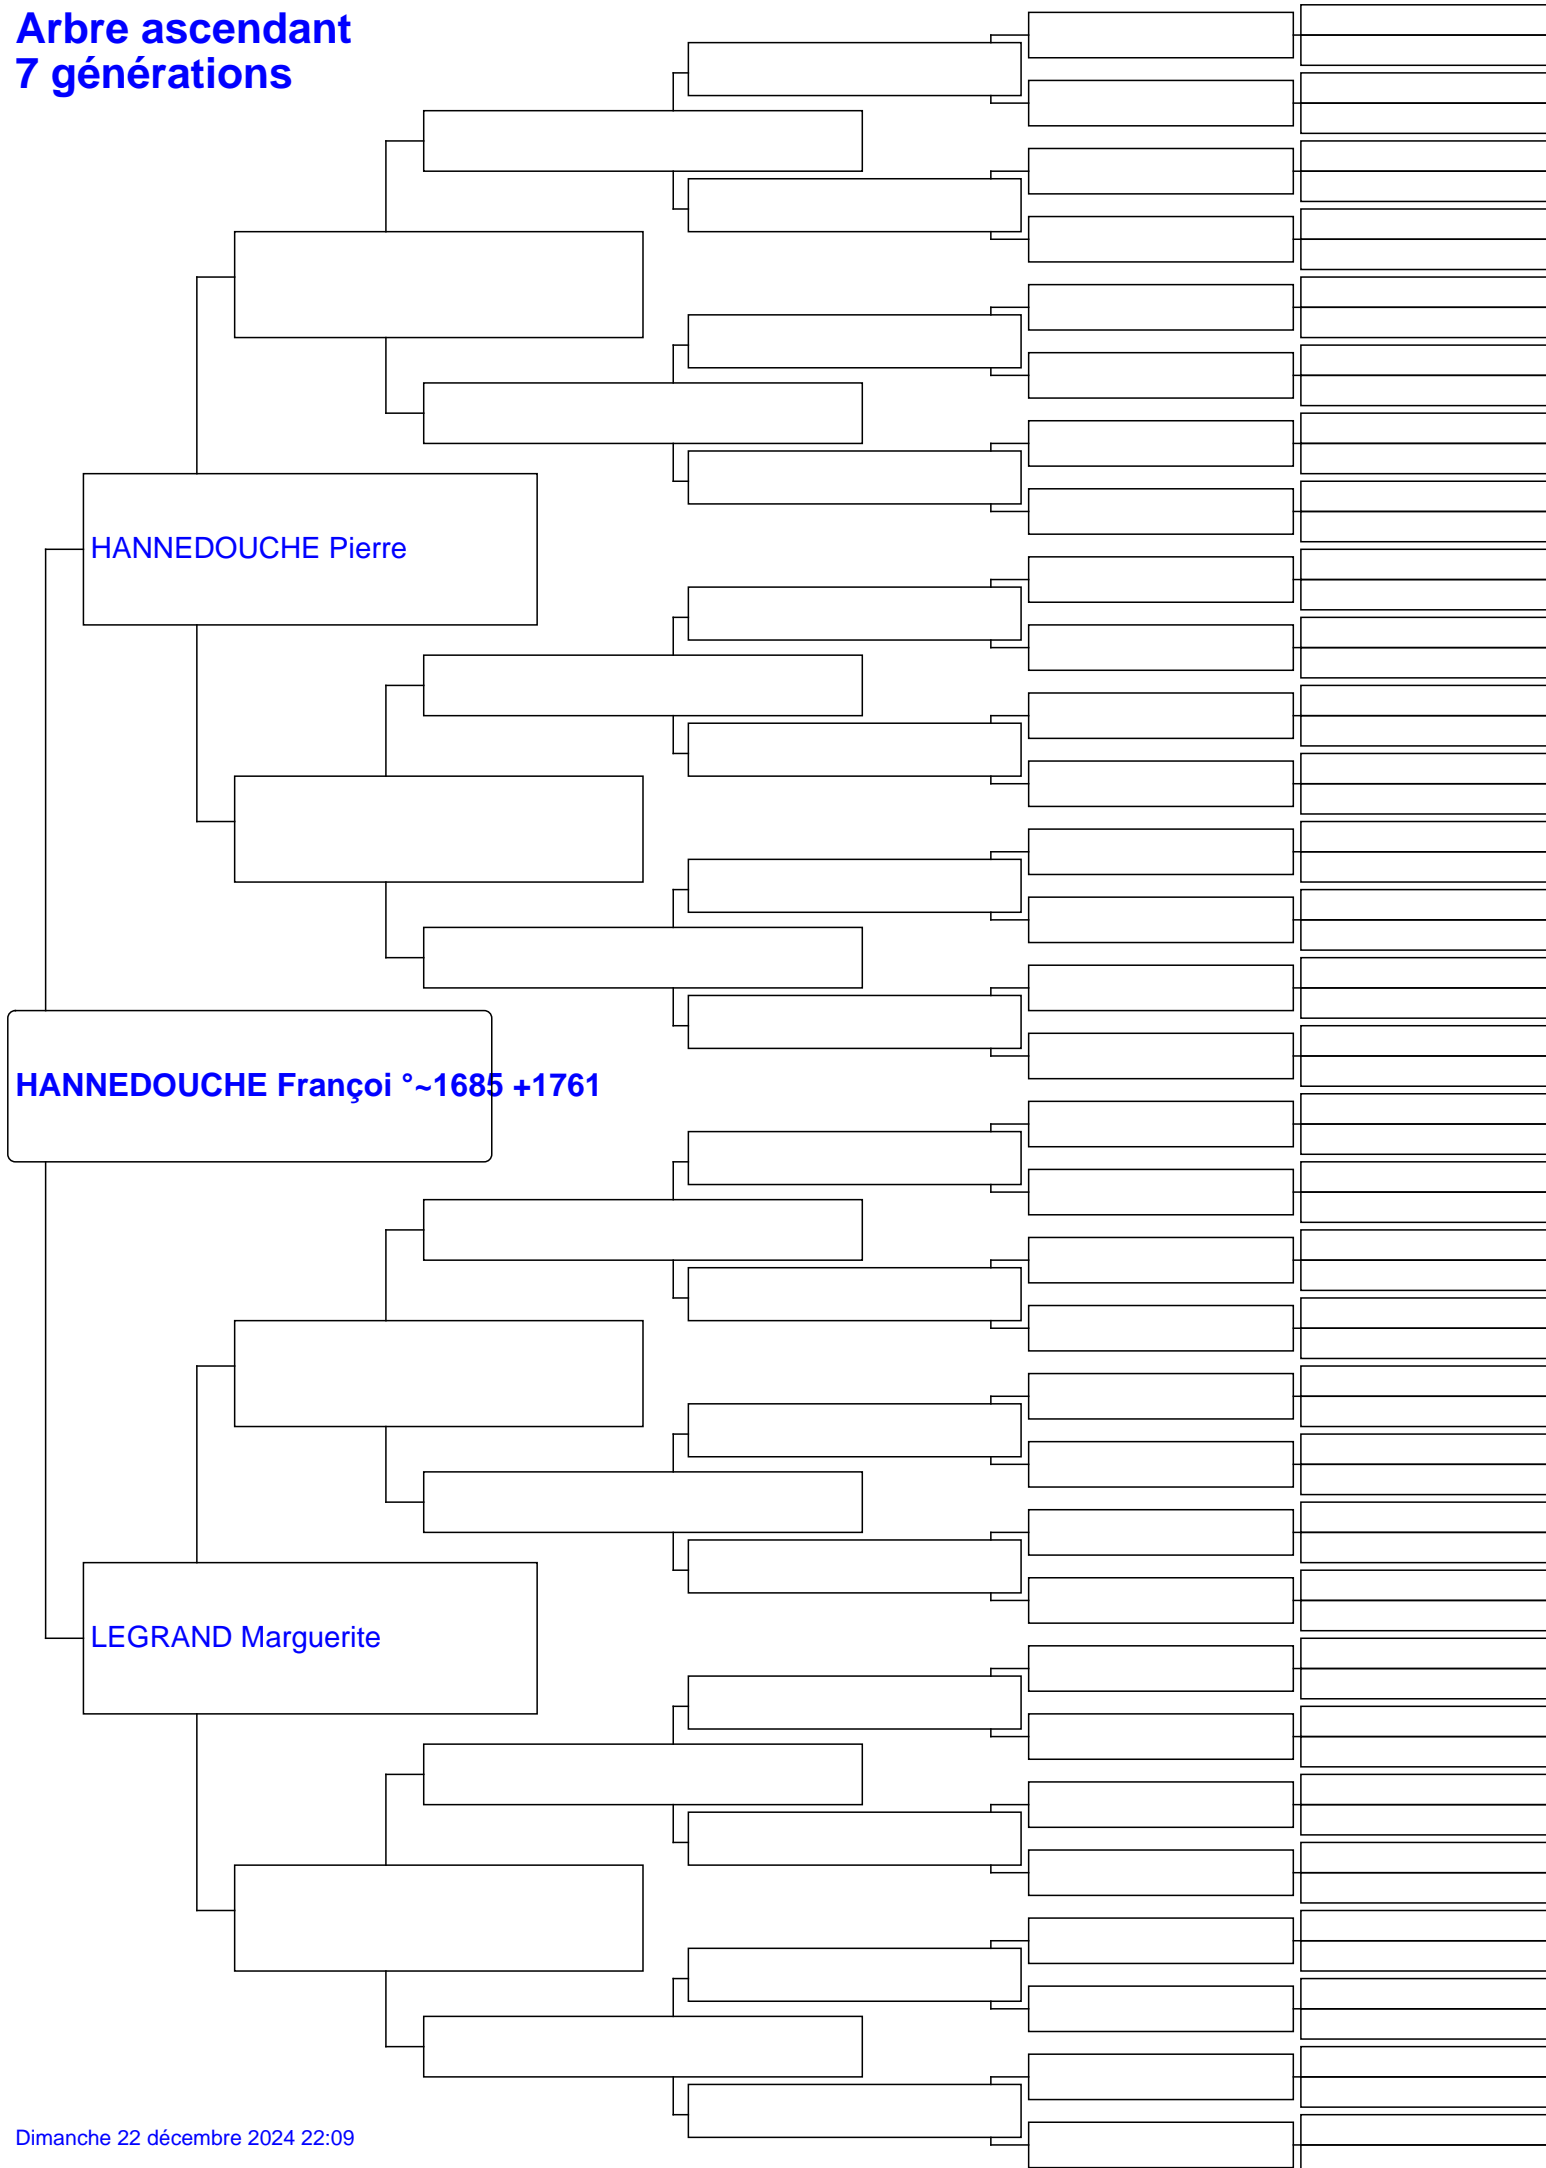 Arbre ascendant
7 générations
HANNEDOUCHE Pierre
HANNEDOUCHE Françoi °~1685 +1761
LEGRAND Marguerite
Dimanche 22 décembre 2024 22:09